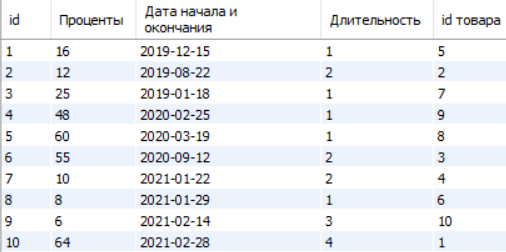 id Проценты Дата начала и окончания Длительность id товара
1 16 2019-12-15 1 5
2 12 2019-08-22 2 2
3 25 2019-01-18 1 7
4 48 2020-02-25 1 9
5 60 2020-03-19 1 8
6 55 2020-09-12 2 3
7 10 2021-01-22 2 4
8 8 2021-01-29 1 6
9 6 2021-02-14 3 10
10 64 2021-02-28 4 1